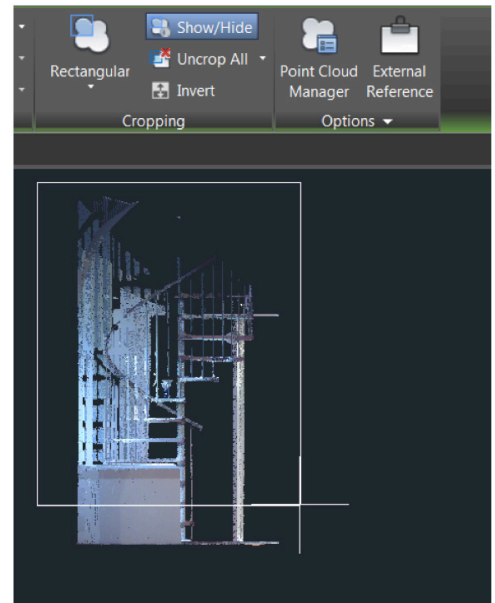 Show/Hide
Rectangular
Uncrop All
Invert
Point Cloud Manager
External Reference
Cropping
Options